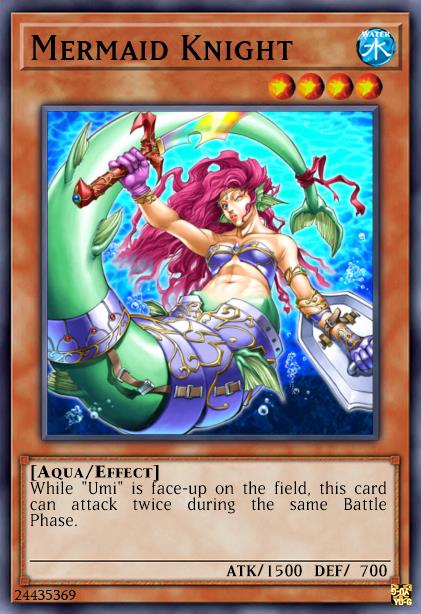 Mermaid Knight
WATER
水
[Aqua/Effect]
While "Umi" is face-up on the field, this card
can attack twice during the same Battle
Phase.
ATK/1500 DEF/ 700
24435369